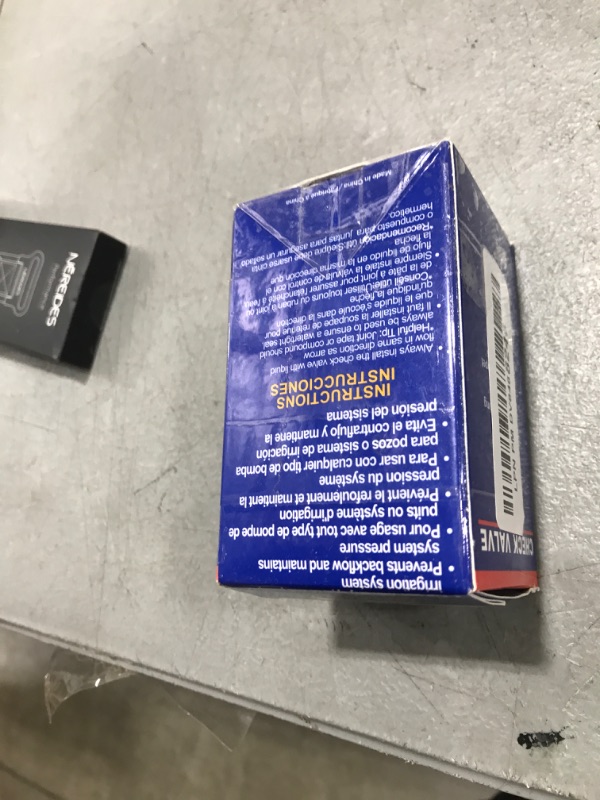 irrigation system
• Prevents backflow and maintains
system pressure
• Pour usage avec tout type de pompe de
puits ou système d'irrigation
• Prévient le refoulement et maintient la
pression du système
• Para usar con cualquier tipo de bomba
para pozos o sistema de irrigación
• Evita el contraflujo y mantiene la
presión del sistema
INSTRUCTIONS
INSTRUCCIONES
• Always install the check valve with liquid
flow in same direction as arrow
*Helpful Tip: Joint tape or compound should
always be used to ensure a watertight seal
• Il faut installer la soupape de retenue pour
que le liquide s'écoule dans la direction
qu'indique la flèche
*Conseil utile: Utiliser toujours du ruban à joint ou
de la pâte à joint pour assurer l'étanchéité
• Siempre instale la válvula de control con el
flujo de líquido en la misma dirección que
la flecha
*Recomendación útil: Siempre debe usarse cinta
o compuesto para juntas para asegurar un sellado
hermético.
Made in China / Fabriqué à Chine
CHECK VALVE
NEREIDES